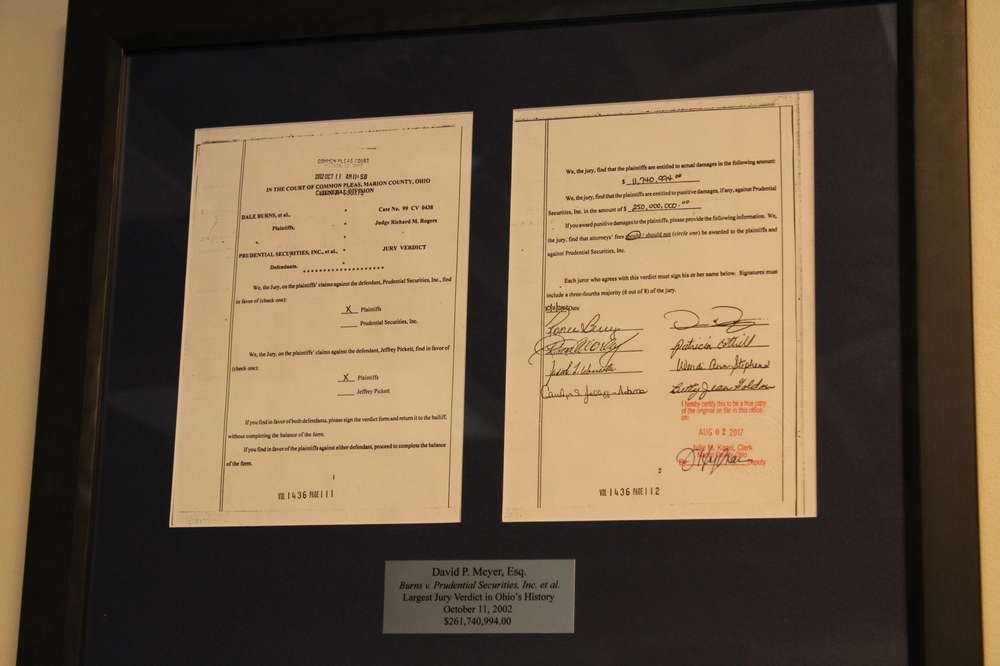 COMMON PLEAS COURT
2002 OCT 11 AM 11:58
IN THE COURT OF COMMON PLEAS, MARION COUNTY, OHIO
GENERAL DIVISION
DALE BURNS, et al.,
Plaintiffs,
Case No. 99 CV 0438
Judge Richard M. Rogers
PRUDENTIAL SECURITIES, INC., et al.,
JURY VERDICT
Defendants.
We, the Jury, on the plaintiffs' claims against the defendant, Prudential Securities, Inc., find
in favor of (check one):
X Plaintiffs
Prudential Securities, Inc.
We, the Jury, on the plaintiffs' claims against the defendant, Jeffrey Pickett, find in favor of
(check one):
X Plaintiffs
Jeffrey Pickett
If you find in favor of both defendants, please sign the verdict form and return it to the bailiff,
without completing the balance of the form.
If you find in favor of the plaintiffs against either defendant, proceed to complete the balance
of the form.
1
VOL 1436 PAGE 111
We, the jury, find that the plaintiffs are entitled to actual damages in the following amount:
$ 11,740,994.00
We, the jury, find that the plaintiffs are entitled to punitive damages, if any, against Prudential
Securities, Inc. in the amount of $ 250,000,000.00
If you award punitive damages to the plaintiffs, please provide the following information. We,
the jury, find that attorneys' fees should / should not (circle one) be awarded to the plaintiffs and
against Prudential Securities, Inc.
Each juror who agrees with this verdict must sign his or her name below. Signatures must
include a three-fourths majority (6 out of 8) of the jury.
Date
Patricia Cottrill
Wendi Ann Stephens
Betty Jean
I hereby certify this to be a true copy
of the original on file in this office
on:
AUG 02 2017
Julie M. Kagel, Clerk
Marion County, Ohio
Deputy
2
VOL 1436 PAGE 112
David P. Meyer, Esq.
Burns v. Prudential Securities, Inc. et al.
Largest Jury Verdict in Ohio's History
October 11, 2002
$261,740,994.00